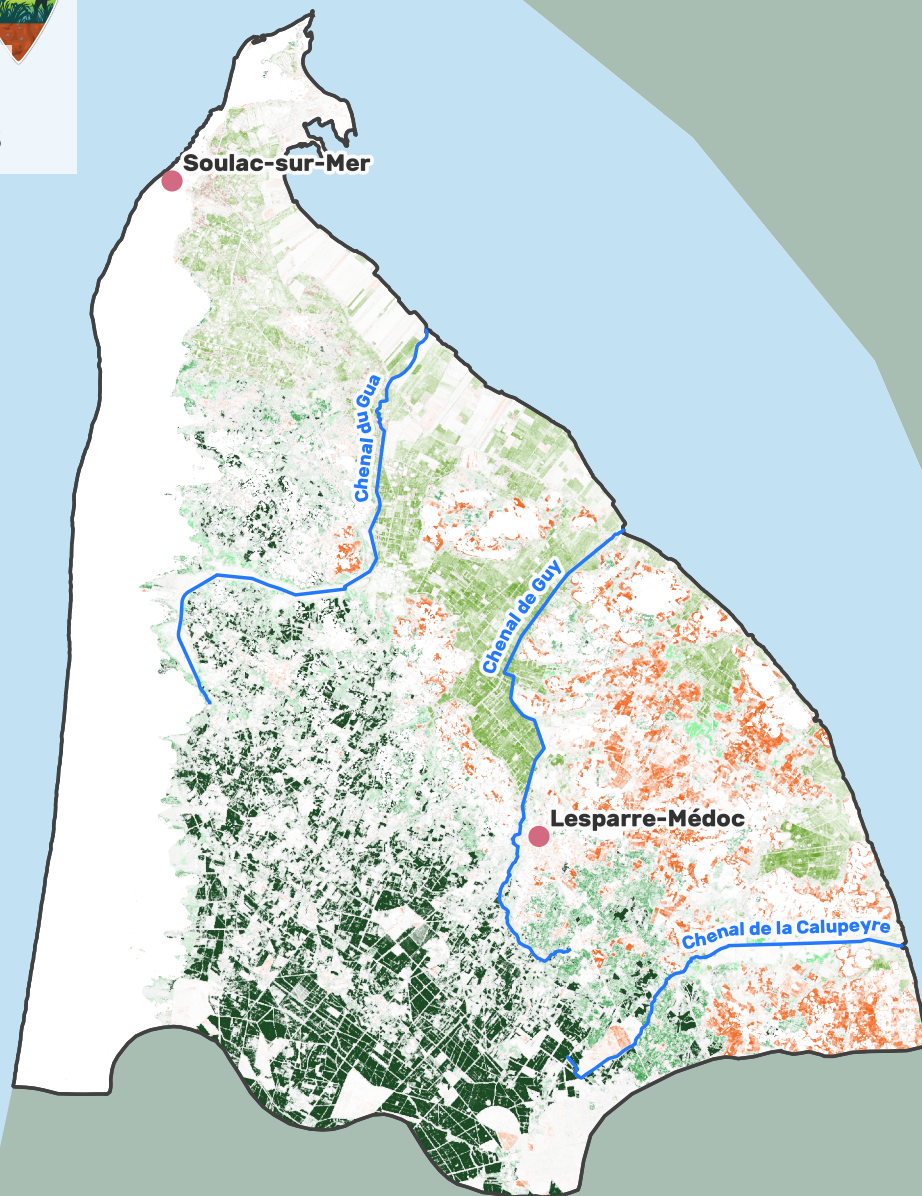 Soulac-sur-Mer
Chenal du Gua
Chenal de Guy
Lesparre-Médoc
Chenal de la Calupeyre